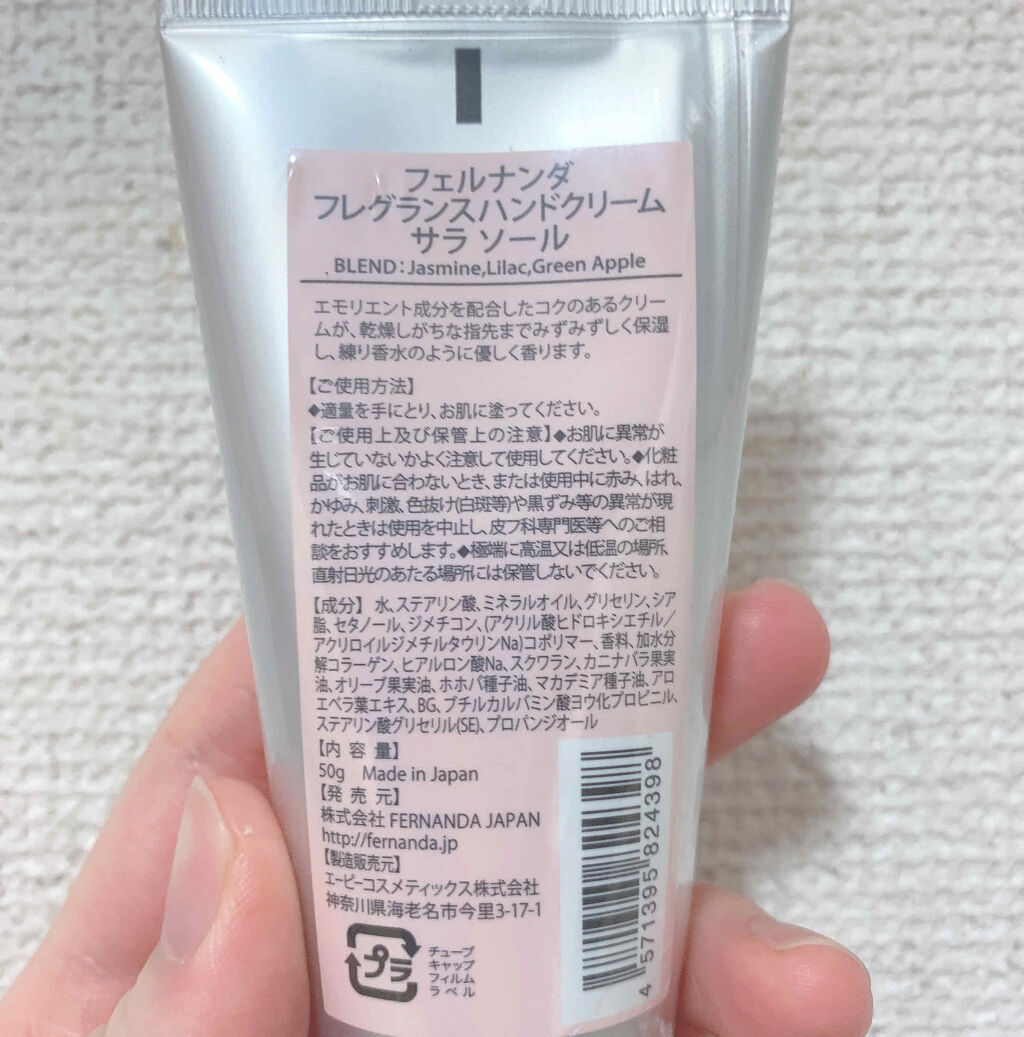 フェルナンダ
フレグランスハンドクリーム
サラ ソール
BLEND：Jasmine,Lilac,Green Apple
エモリエント成分を配合したコクのあるクリー
ムが、乾燥しがちな指先までみずみずしく保湿
し、練り香水のように優しく香ります。
【ご使用方法】
◆適量を手にとり、お肌に塗ってください。
【ご使用上及び保管上の注意】◆お肌に異常が
生じていないかよく注意して使用してください。◆化粧
品がお肌に合わないとき、または使用中に赤み、はれ、
かゆみ、刺激、色抜け(白斑等)や黒ずみ等の異常が現
れたときは使用を中止し、皮フ科専門医等へのご相
談をおすすめします。◆極端に高温又は低温の場所、
直射日光のあたる場所には保管しないでください。
【成分】 水、ステアリン酸、ミネラルオイル、グリセリン、シア
脂、セタノール、ジメチコン、(アクリル酸ヒドロキシエチル／
アクリロイルジメチルタウリンNa)コポリマー、香料、加水分
解コラーゲン、ヒアルロン酸Na、スクワラン、カニナバラ果実
油、オリーブ果実油、ホホバ種子油、マカデミア種子油、アロ
エベラ葉エキス、BG、ブチルカルバミン酸ヨウ化プロピニル、
ステアリン酸グリセリル(SE)、プロパンジオール
【内 容 量】
50g Made in Japan
【発 売 元】
株式会社 FERNANDA JAPAN
http://fernanda.jp
【製造販売元】
エーピーコスメティックス株式会社
神奈川県海老名市今里3-17-1
プラ
チューブ
キャップ
フィルム
ラベル
4 571395 824398